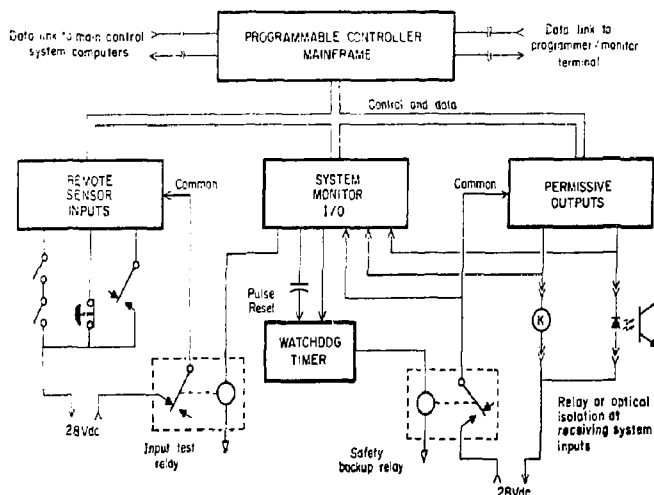 PROGRAMMABLE CONTROLLER
MAINFRAME
Data link to main control
system computers
Data link to
programmer/monitor
terminal
Control and data
REMOTE
SENSOR
INPUTS
Common
SYSTEM
MONITOR
I/O
Common
PERMISSIVE
OUTPUTS
Pulse
Reset
WATCHDOG
TIMER
K
28Vdc
Input test
relay
Safety
backup relay
28Vdc
Relay or optical
isolation at
receiving system
inputs